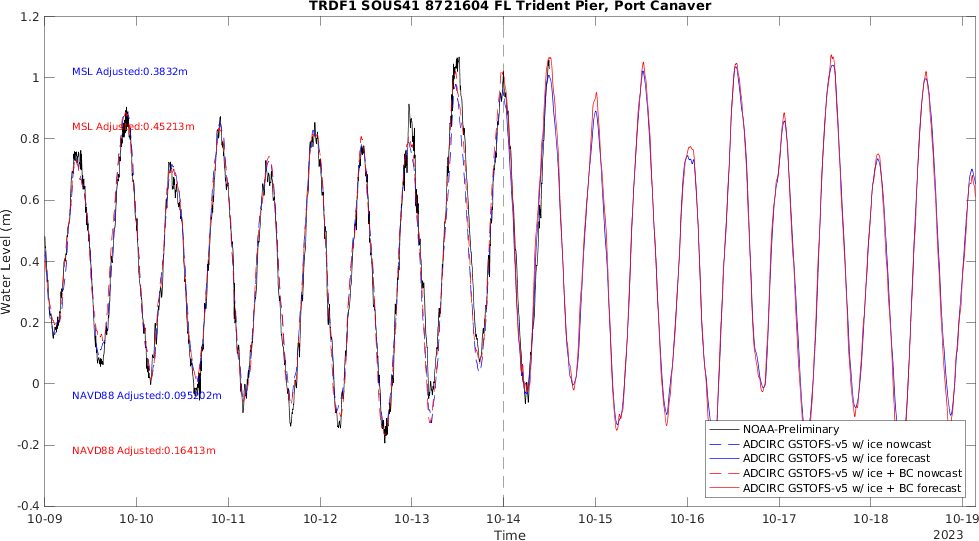 TRDF1 SOUS41 8721604 FL Trident Pier, Port Canaver
1.2
1
0.8
0.6
0.4
0.2
0
-0.2
-0.4
Water Level (m)
MSL Adjusted:0.3832m
MSL Adjusted:0.45213m
NAVD88 Adjusted:0.095202m
NAVD88 Adjusted:0.16413m
NOAA-Preliminary
ADCIRC GSTOFS-v5 w/ ice nowcast
ADCIRC GSTOFS-v5 w/ ice forecast
ADCIRC GSTOFS-v5 w/ ice + BC nowcast
ADCIRC GSTOFS-v5 w/ ice + BC forecast
10-09 10-10 10-11 10-12 10-13 10-14 10-15 10-16 10-17 10-18 10-19
Time
2023